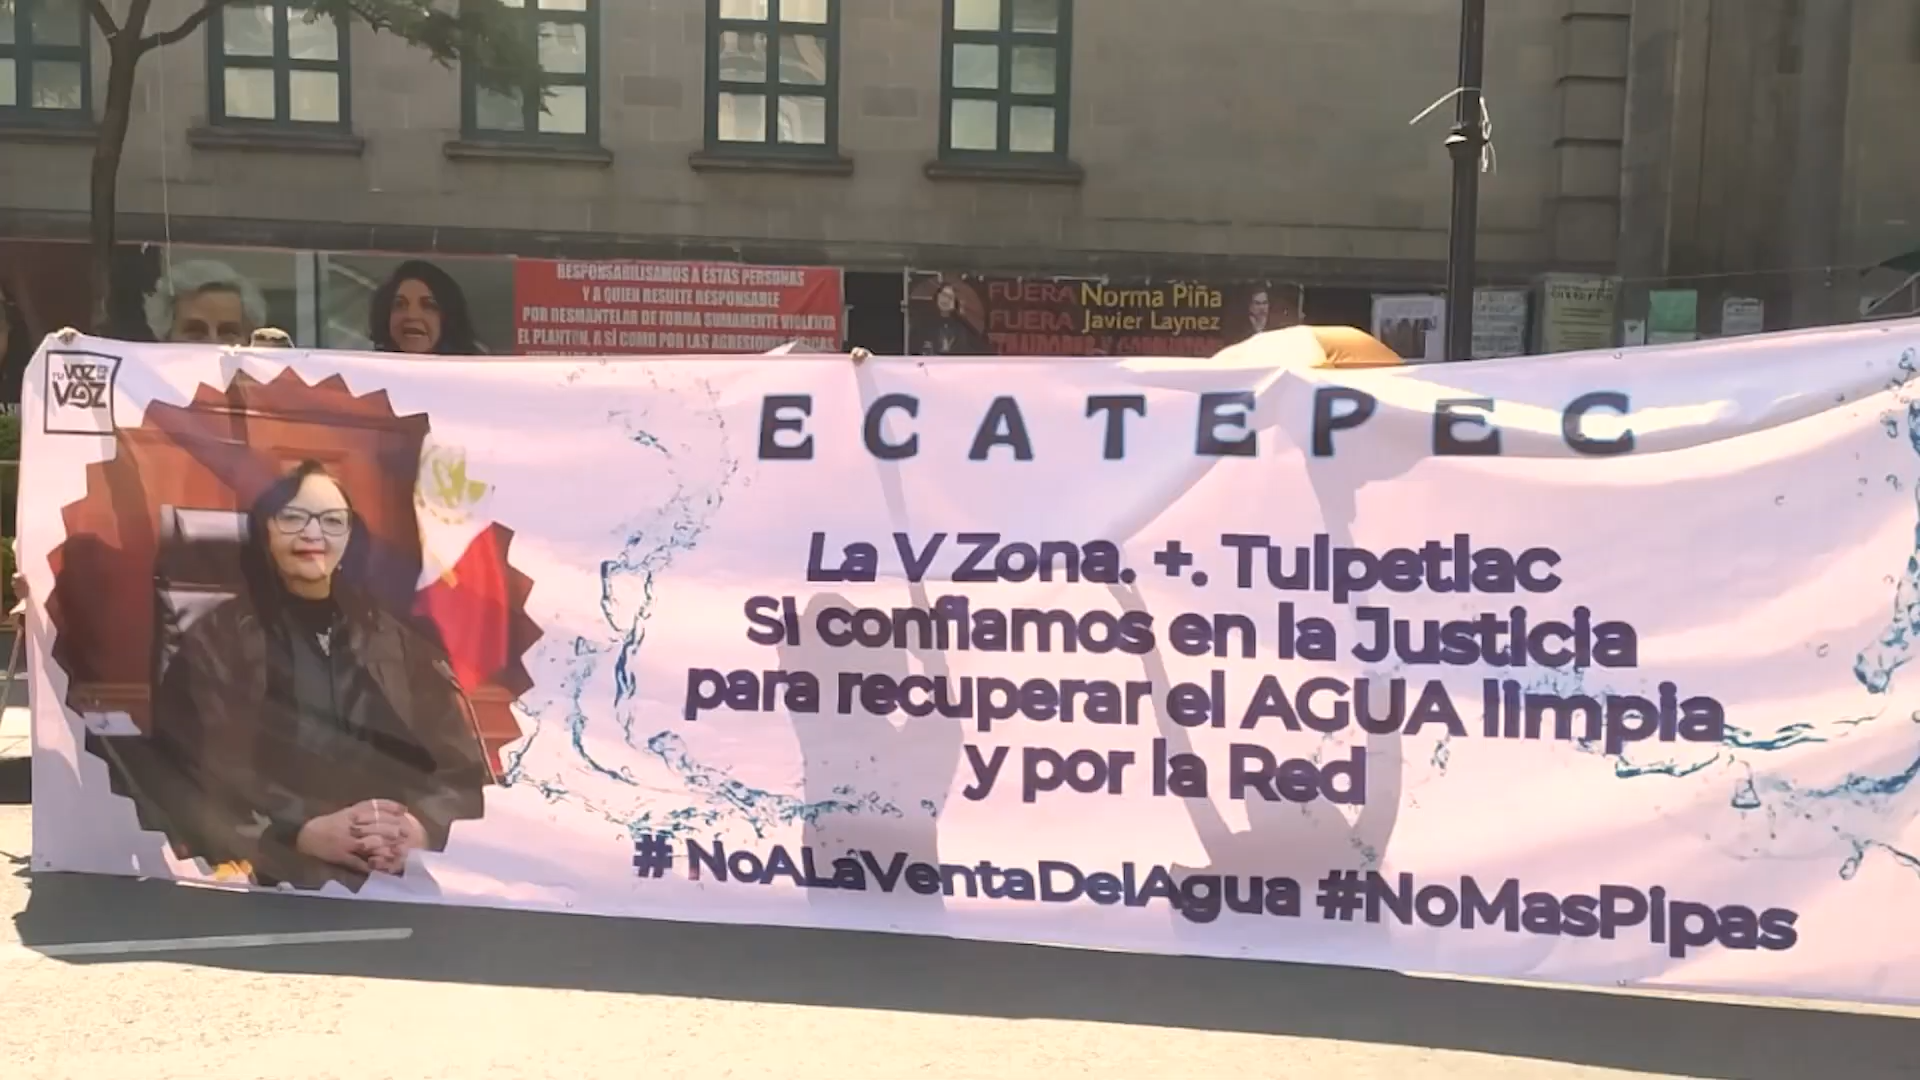 RESPONSABILISAMOS A ÉSTAS PERSONAS
Y A QUIEN RESULTE RESPONSABLE
POR DESMANTELAR DE FORMA SUMAMENTE VIOLENTA
EL PLANTON, ASÍ COMO POR LAS AGRESIONES
FUERA Norma Piña
FUERA Javier Laynez
VOZ
VOZ
ECATEPEC
La V Zona. +. Tulpetlac
Si confiamos en la Justicia
para recuperar el AGUA limpia
y por la Red
# NoALaVentaDelAgua #NoMasPipas